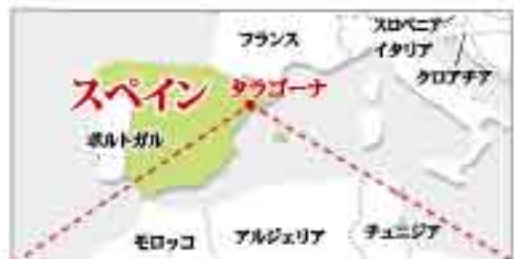 フランス
スロベニア
イタリア
クロアチア
スペイン
タラゴーナ
ポルトガル
モロッコ
アルジェリア
チュニジア